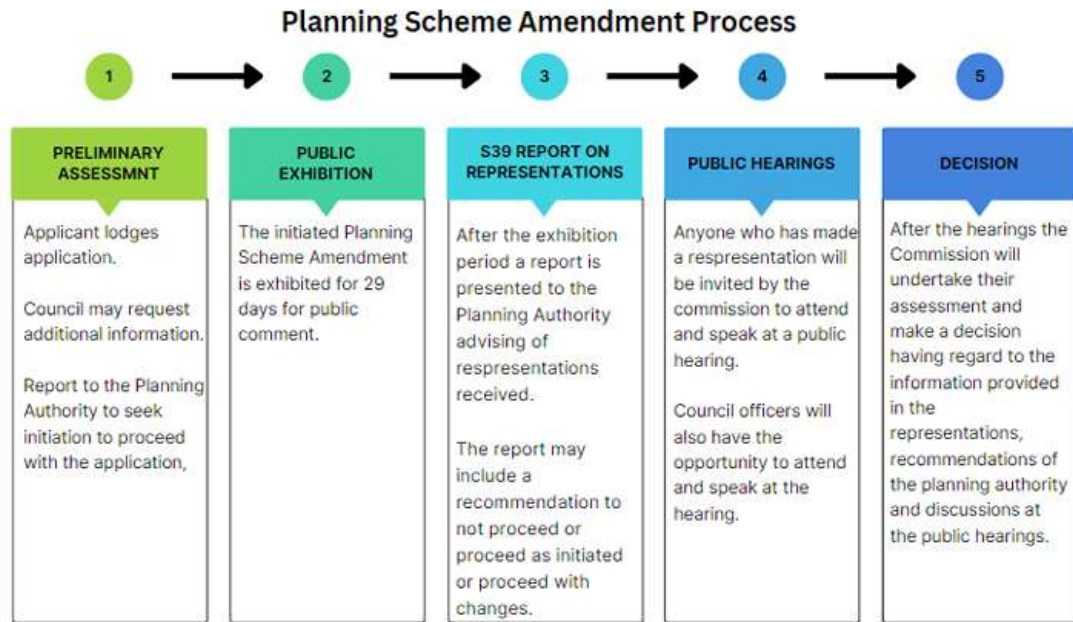 Planning Scheme Amendment Process
1
2
3
4
5
PRELIMINARY
ASSESSMNT
Applicant lodges
application.
Council may request
additional information.
Report to the Planning
Authority to seek
initiation to proceed
with the application,
PUBLIC
EXHIBITION
The initiated Planning
Scheme Amendment
is exhibited for 29
days for public
comment.
S39 REPORT ON
REPRESENTATIONS
After the exhibition
period a report is
presented to the
Planning Authority
advising of
respresentations
received.
The report may
include a
recommendation to
not proceed or
proceed as initiated
or proceed with
changes.
PUBLIC HEARINGS
Anyone who has made
a respresentation will
be invited by the
commission to attend
and speak at a public
hearing.
Council officers will
also have the
opportunity to attend
and speak at the
hearing.
DECISION
After the hearings the
Commission will
undertake their
assessment and
make a decision
having regard to the
information provided
in the
representations,
recommendations of
the planning authority
and discussions at
the public hearings.